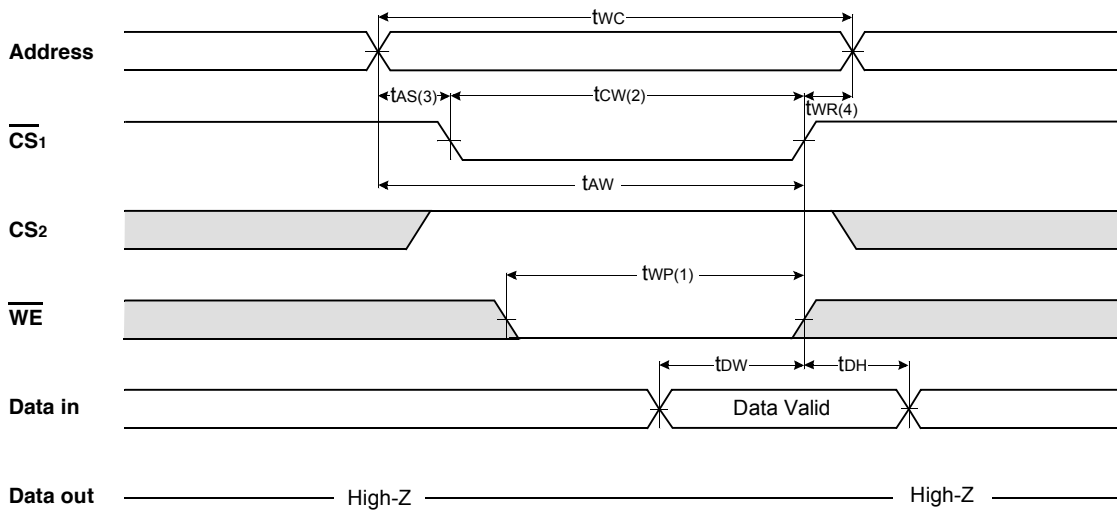 tWC
Address
tAS(3) tCW(2) tWR(4)
CS1
tAW
CS2
tWP(1)
WE
tDW tDH
Data in Data Valid
Data out High-Z High-Z